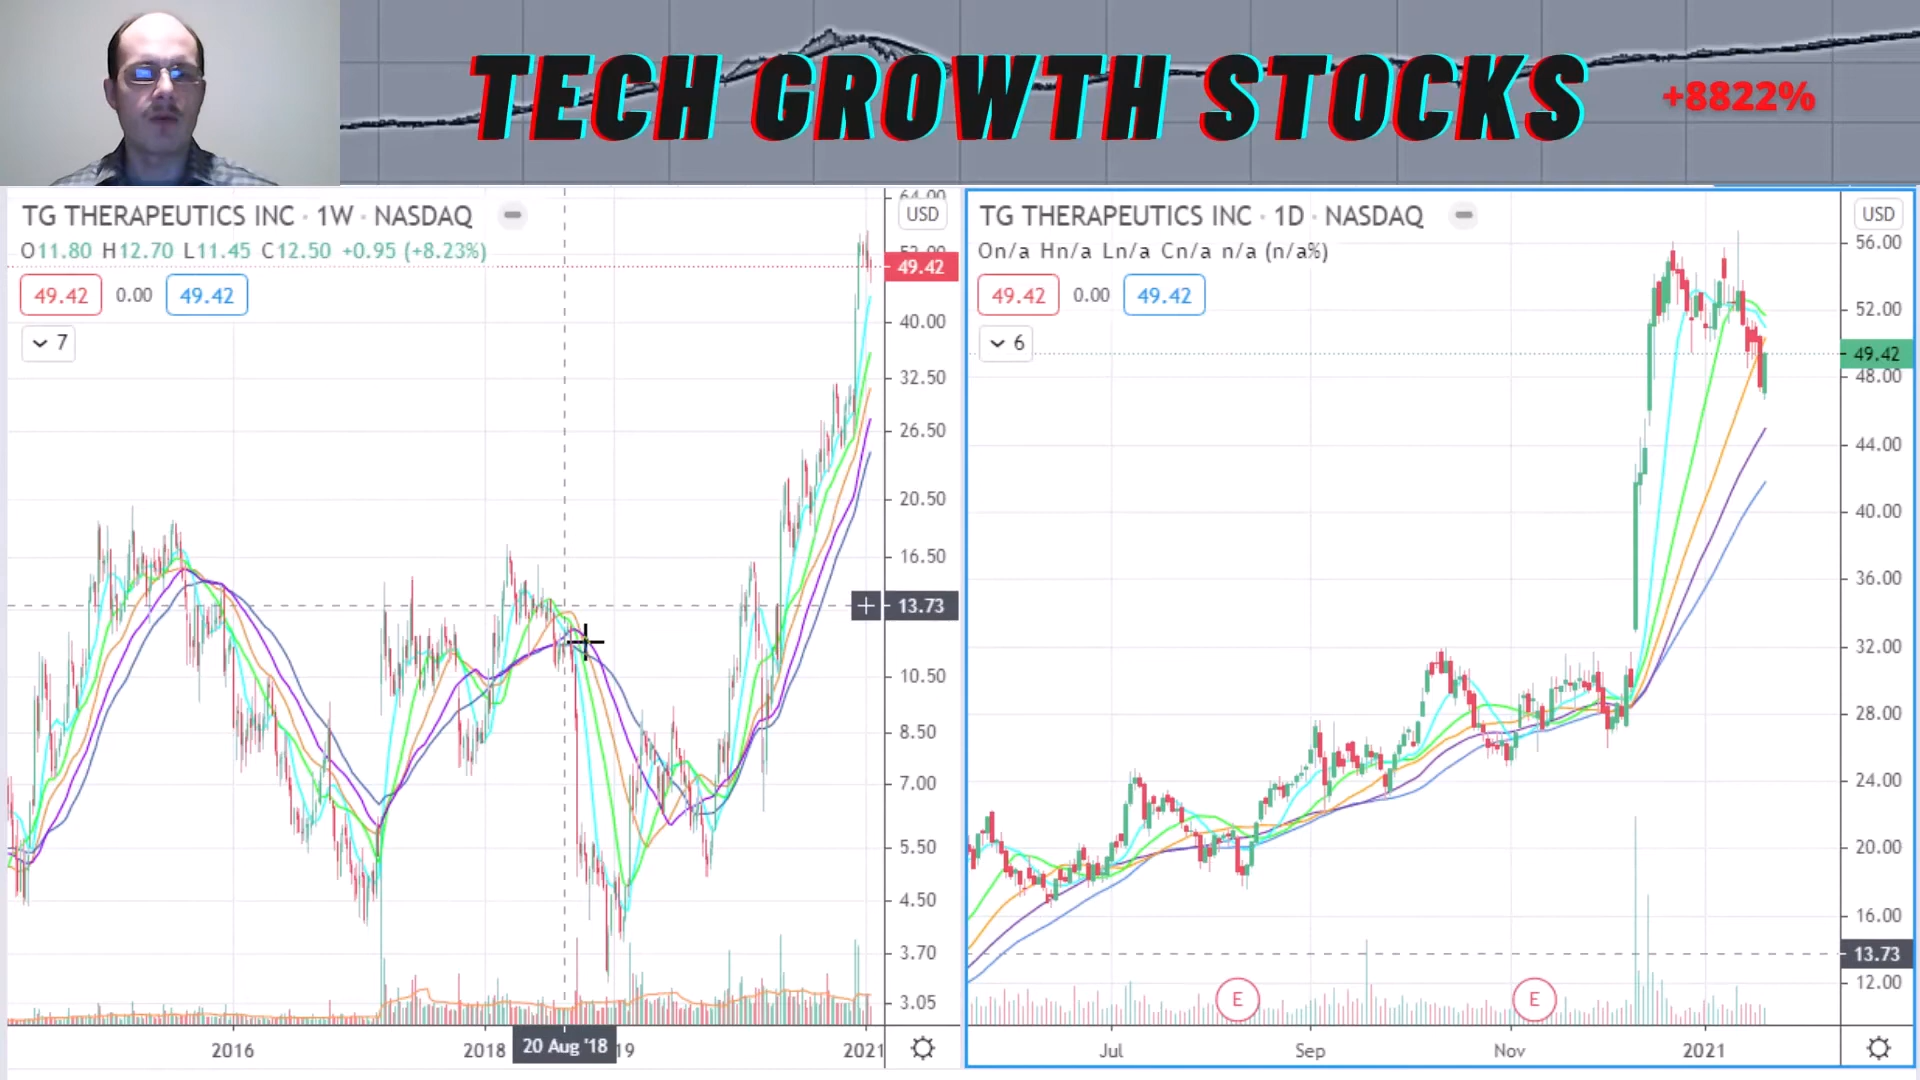 TECH GROWTH STOCKS
+8822%
TG THERAPEUTICS INC · 1W · NASDAQ
O11.80 H12.70 L11.45 C12.50 +0.95 (+8.23%)
49.42 0.00 49.42
7
USD
64.00
52.00
49.42
40.00
32.50
26.50
20.50
16.50
13.73
10.50
8.50
7.00
5.50
4.50
3.70
3.05
2016
2018
20 Aug '18
19
2021
TG THERAPEUTICS INC · 1D · NASDAQ
On/a Hn/a Ln/a Cn/a n/a (n/a%)
49.42 0.00 49.42
6
USD
56.00
52.00
49.42
48.00
44.00
40.00
36.00
32.00
28.00
24.00
20.00
16.00
13.73
12.00
E
E
Jul
Sep
Nov
2021